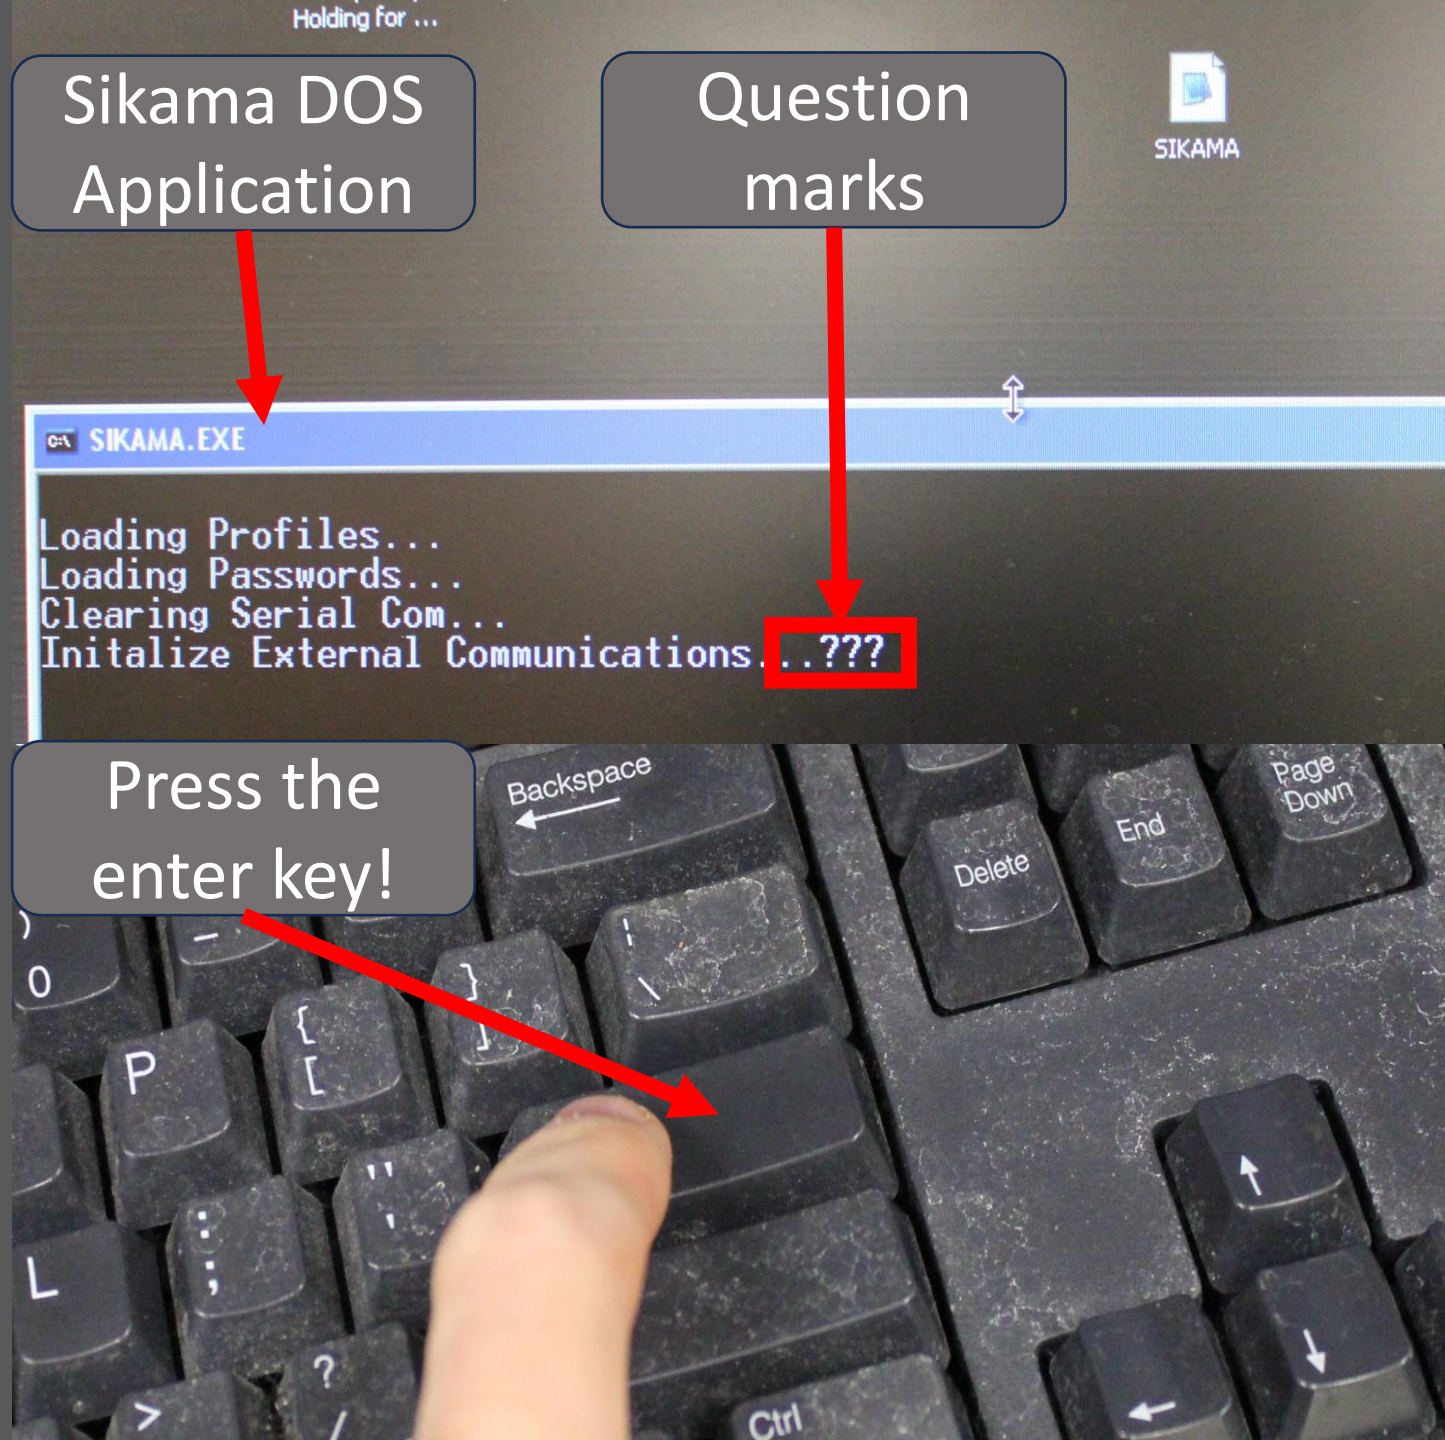 Holding for ...
Sikama DOS
Application
Question
marks
SIKAMA
C:\ SIKAMA.EXE
Loading Profiles...
Loading Passwords...
Clearing Serial Com...
Initalize External Communications...???
Press the
enter key!
Backspace
Delete
End
Page
Down
)
0
_
P
{
[
}
]
|
\
L
:
;
"
'
>
?
/
Ctrl